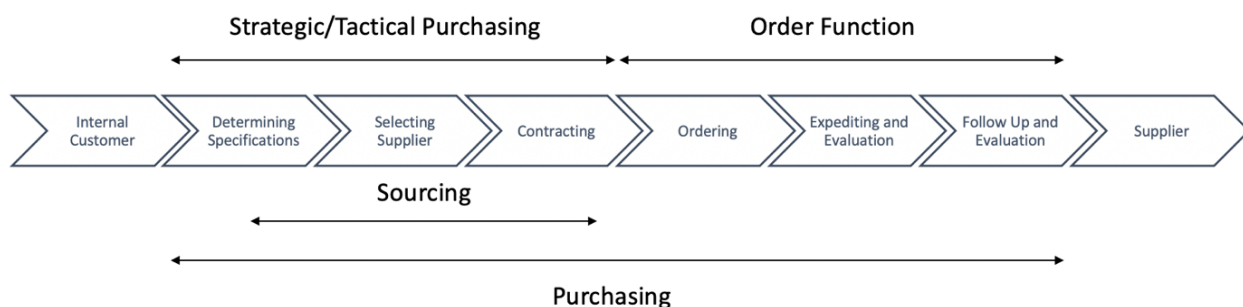 Strategic/Tactical Purchasing
Order Function
Internal
Customer
Determining
Specifications
Selecting
Supplier
Contracting
Ordering
Expediting and
Evaluation
Follow Up and
Evaluation
Supplier
Sourcing
Purchasing